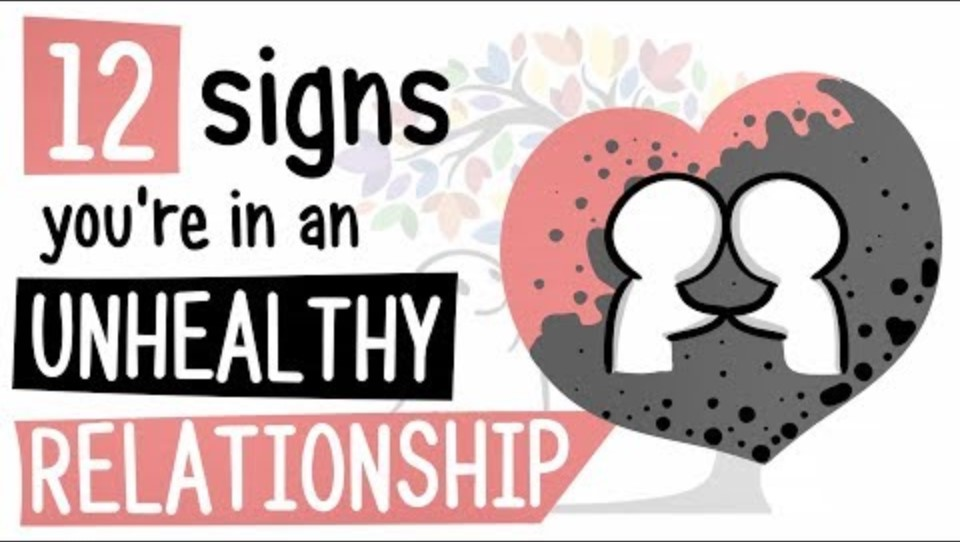 12 signs
you're in an
UNHEALTHY
RELATIONSHIP